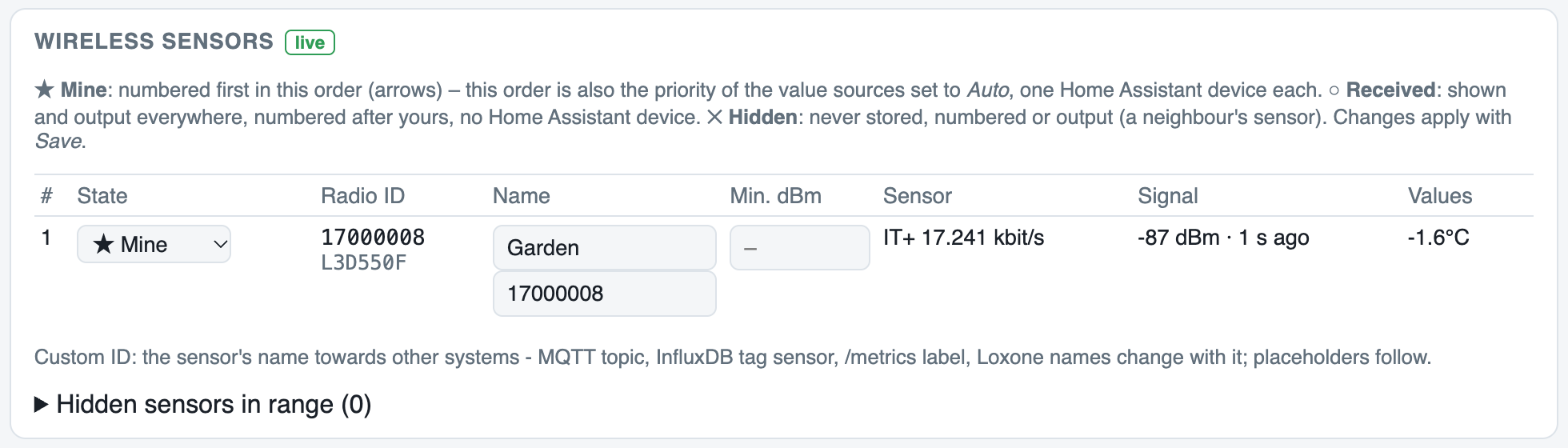 WIRELESS SENSORS live
★ Mine: numbered first in this order (arrows) – this order is also the priority of the value sources set to Auto, one Home Assistant device each. ○ Received: shown
and output everywhere, numbered after yours, no Home Assistant device. ✕ Hidden: never stored, numbered or output (a neighbour's sensor). Changes apply with
Save.
# State Radio ID Name Min. dBm Sensor Signal Values
1 ★ Mine 17000008 Garden – IT+ 17.241 kbit/s -87 dBm · 1 s ago -1.6°C
L3D550F
17000008
Custom ID: the sensor's name towards other systems - MQTT topic, InfluxDB tag sensor, /metrics label, Loxone names change with it; placeholders follow.
▶ Hidden sensors in range (0)